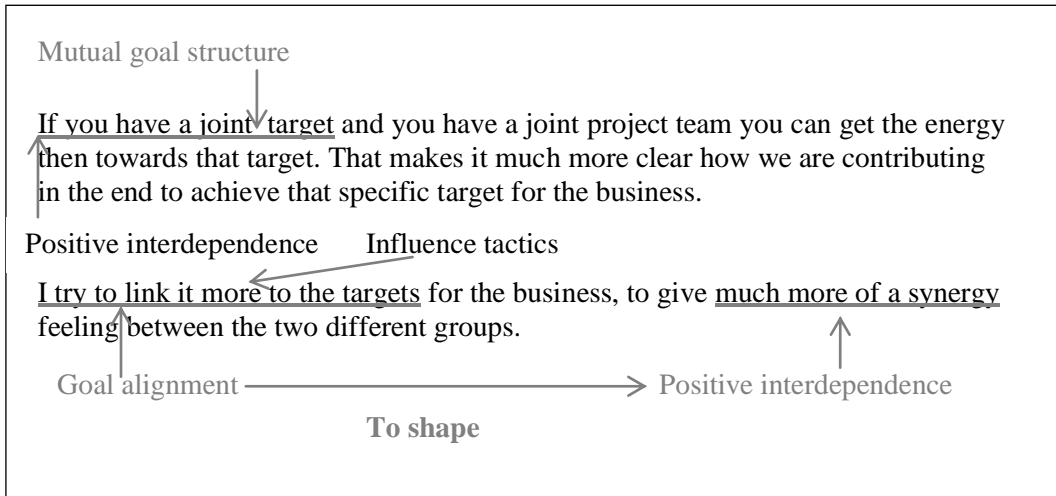 Mutual goal structure
If you have a joint target and you have a joint project team you can get the energy
then towards that target. That makes it much more clear how we are contributing
in the end to achieve that specific target for the business.
Positive interdependence Influence tactics
I try to link it more to the targets for the business, to give much more of a synergy
feeling between the two different groups.
Goal alignment Positive interdependence
To shape